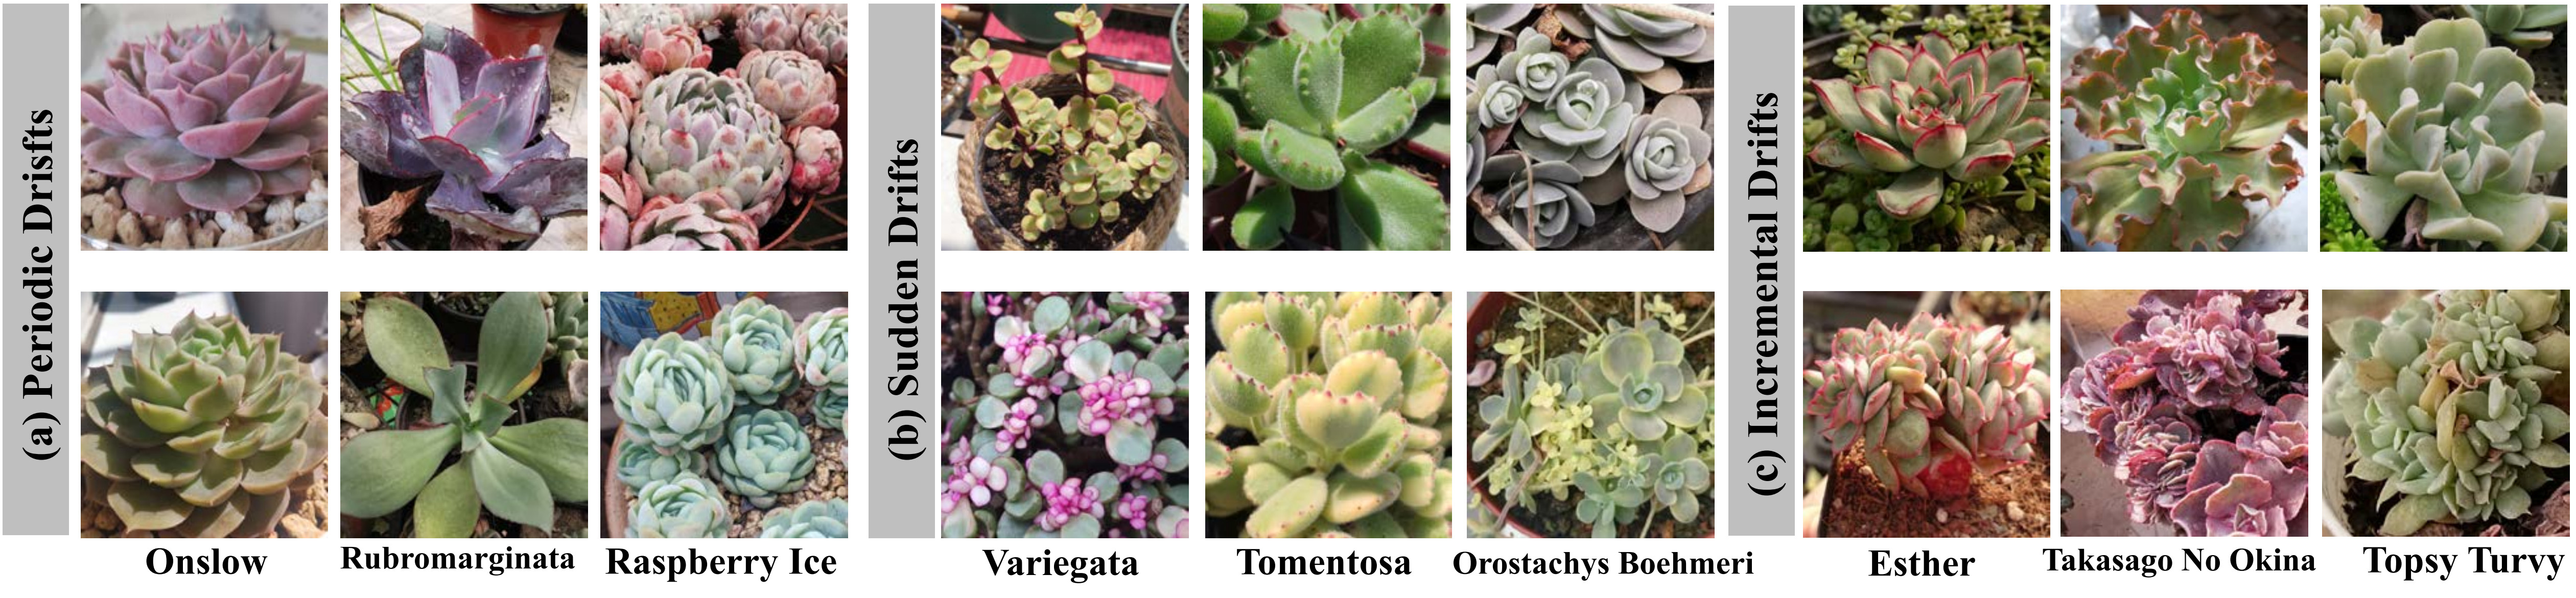 (a) Periodic Drisfts
Onslow
Rubromarginata
Raspberry Ice
(b) Sudden Drifts
Variegata
Tomentosa
Orostachys Boehmeri
(c) Incremental Drifts
Esther
Takasago No Okina
Topsy Turvy